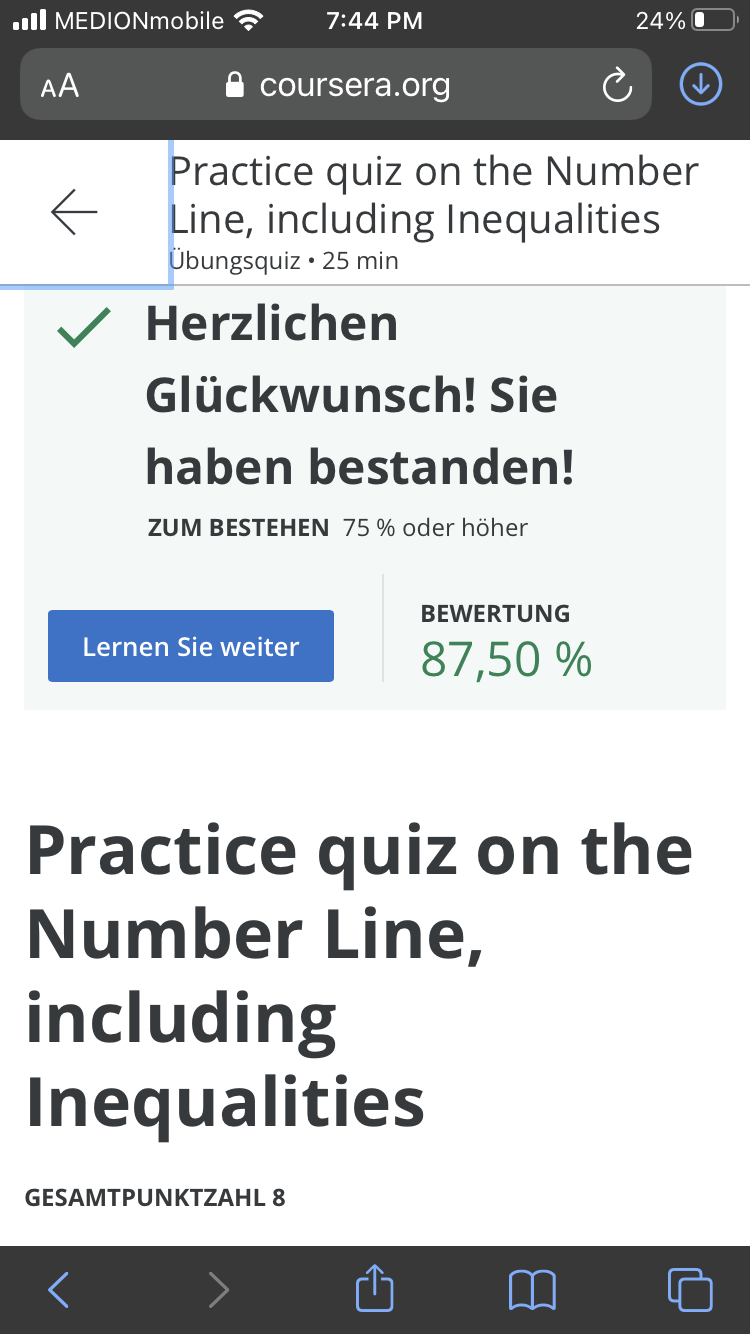 MEDIONmobile 7:44 PM 24%
AA coursera.org
Practice quiz on the Number
Line, including Inequalities
Übungsquiz • 25 min
Herzlichen
Glückwunsch! Sie
haben bestanden!
ZUM BESTEHEN 75 % oder höher
Lernen Sie weiter
BEWERTUNG
87,50 %
Practice quiz on the
Number Line,
including
Inequalities
GESAMTPUNKTZAHL 8